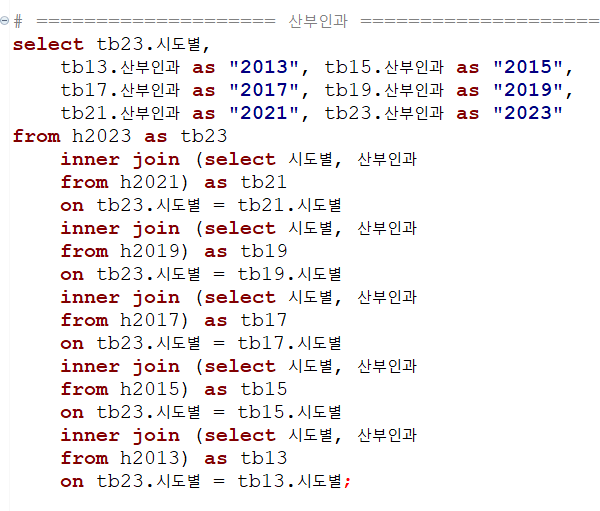 # ==================== 산부인과 ====================
select tb23.시도별,
    tb13.산부인과 as "2013", tb15.산부인과 as "2015",
    tb17.산부인과 as "2017", tb19.산부인과 as "2019",
    tb21.산부인과 as "2021", tb23.산부인과 as "2023"
from h2023 as tb23
    inner join (select 시도별, 산부인과
    from h2021) as tb21
    on tb23.시도별 = tb21.시도별
    inner join (select 시도별, 산부인과
    from h2019) as tb19
    on tb23.시도별 = tb19.시도별
    inner join (select 시도별, 산부인과
    from h2017) as tb17
    on tb23.시도별 = tb17.시도별
    inner join (select 시도별, 산부인과
    from h2015) as tb15
    on tb23.시도별 = tb15.시도별
    inner join (select 시도별, 산부인과
    from h2013) as tb13
    on tb23.시도별 = tb13.시도별;